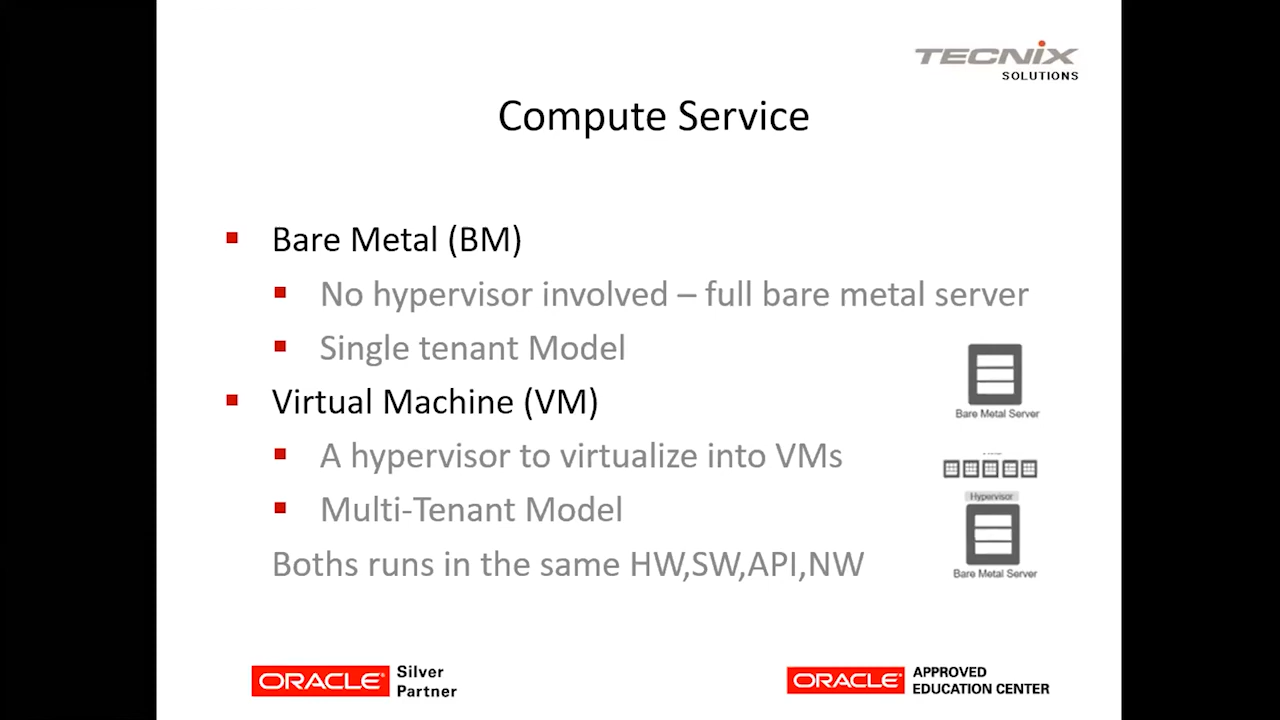 TECNIX
SOLUTIONS
Compute Service
Bare Metal (BM)
No hypervisor involved – full bare metal server
Single tenant Model
Bare Metal Server
Virtual Machine (VM)
A hypervisor to virtualize into VMs
Multi-Tenant Model
Hypervisor
Bare Metal Server
Boths runs in the same HW,SW,API,NW
ORACLE Silver
Partner
ORACLE APPROVED
EDUCATION CENTER